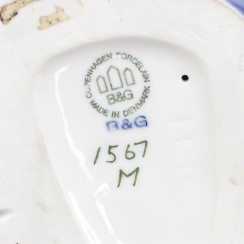 COPENHAGEN PORCELAIN
B&G
MADE IN DENMARK
B&G
1567
M